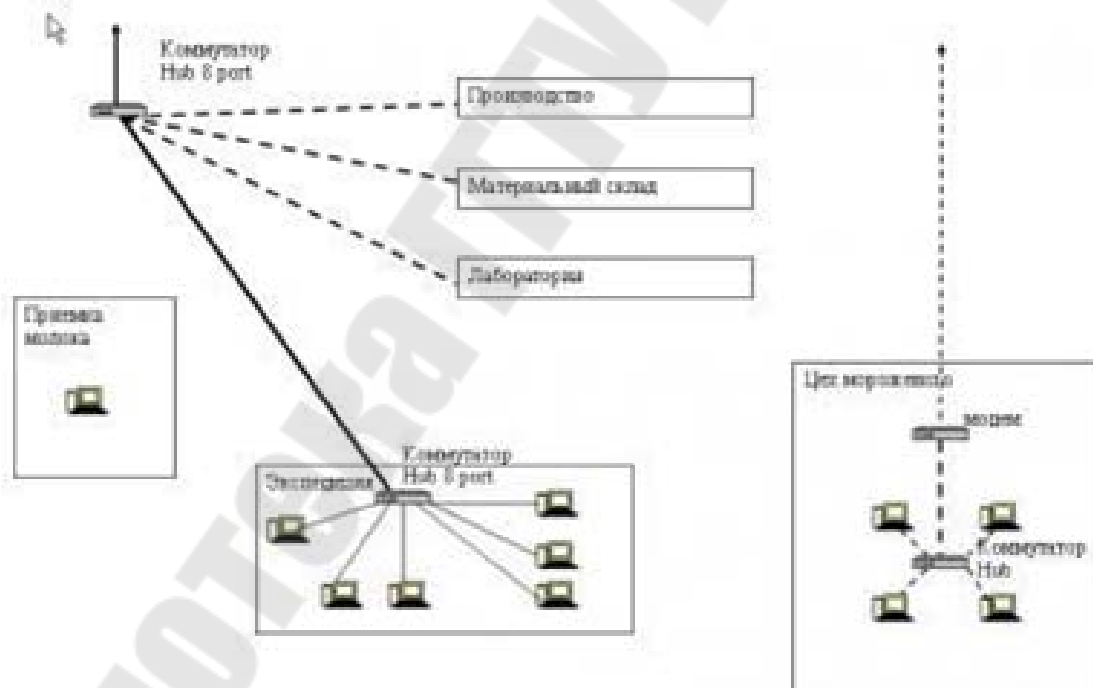 Коммутатор
Hub 8 port
Производство
Материальный склад
Лаборатория
Приемка
молока
Цех мороженого
модем
Коммутатор
Hub 8 port
Экспедиция
Коммутатор
Hub